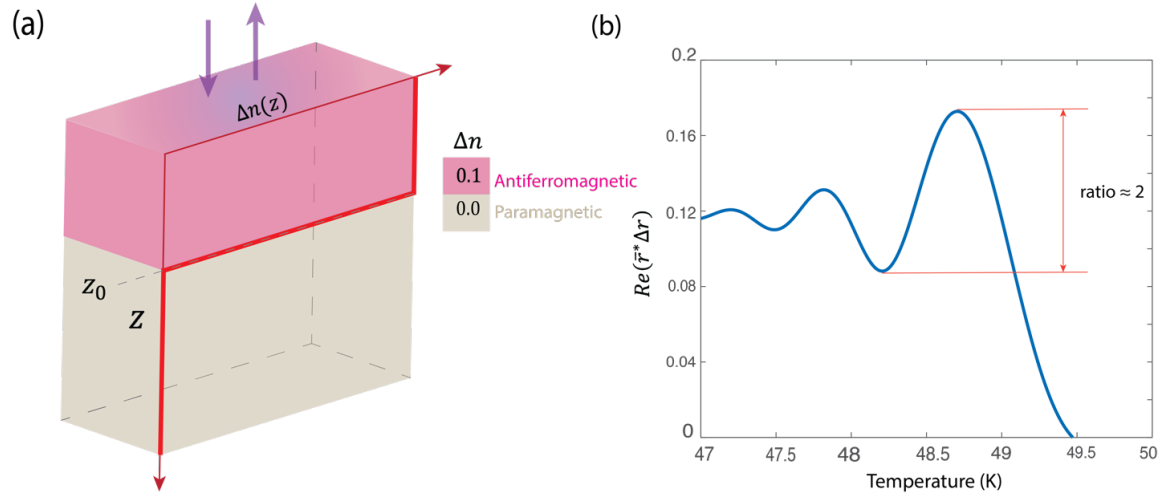 (a)
Δn(z)
Δn
0.1 Antiferromagnetic
0.0 Paramagnetic
z₀
Z
(b)
0.2
0.16
0.12
0.08
0.04
0
Re(r̄*Δr)
ratio ≈ 2
47 47.5 48 48.5 49 49.5 50
Temperature (K)